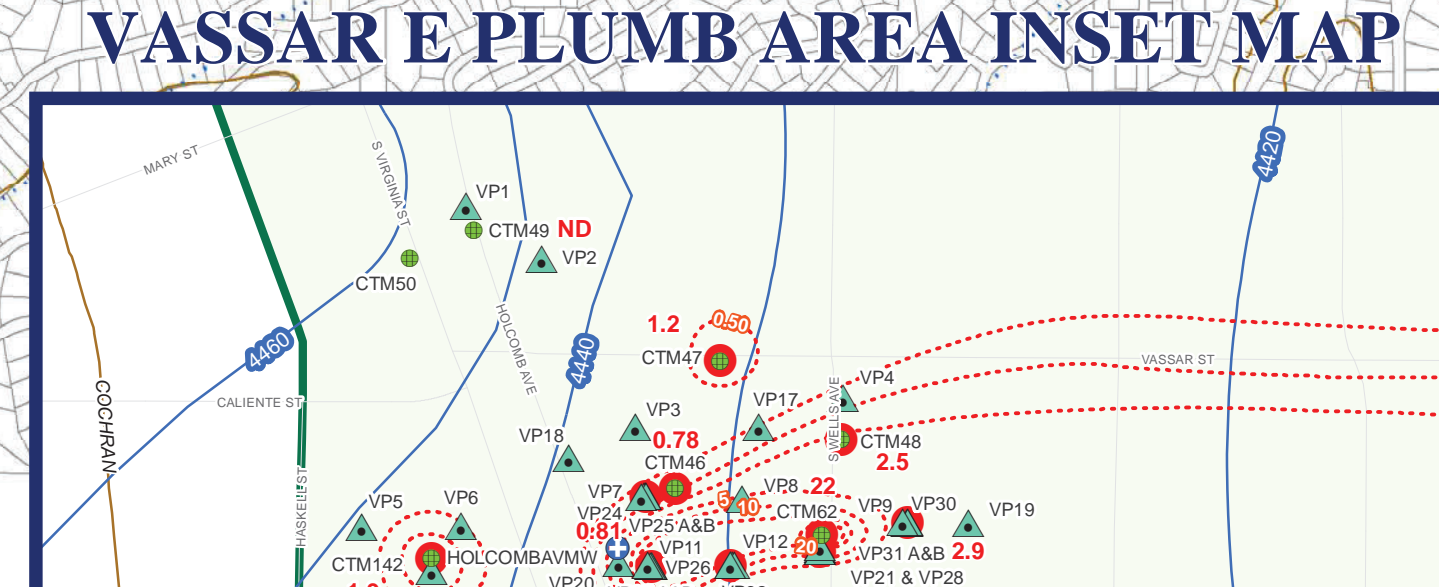 VASSAR E PLUMB AREA INSET MAP
MARY ST
S VIRGINIA ST
4420
VP1
CTM49 ND
VP2
CTM50
1.2
0.50
HOLCOMB AVE
4460
4440
CTM47
VASSAR ST
COCHRAN
CALIENTE ST
S WELLS AVE
VP4
VP3
VP17
0.78
VP18
CTM48
CTM46
2.5
HASKELL ST
VP5
VP6
VP7
VP24
5
10
VP8
22
CTM62
VP9
VP30
VP19
0.81
VP25 A&B
CTM142
HOLCOMBAVMW
VP11
VP26
VP12
20
VP31 A&B
2.9
VP20
VP21 & VP28